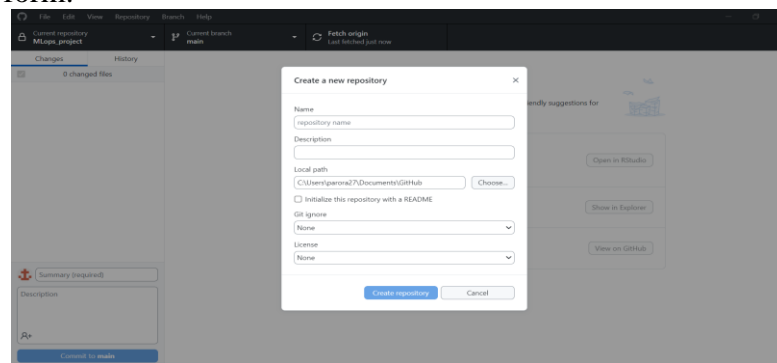 form.
File Edit View Repository Branch Help
Current repository
MLops_project
Current branch
main
Fetch origin
Last fetched just now
Changes History
0 changed files
Create a new repository
Name
repository name
Description
Local path
C:\Users\parora27\Documents\GitHub Choose...
Initialize this repository with a README
Git ignore
None
License
None
Create repository Cancel
endly suggestions for
Open in RStudio
Show in Explorer
View on GitHub
Summary (required)
Description
Commit to main